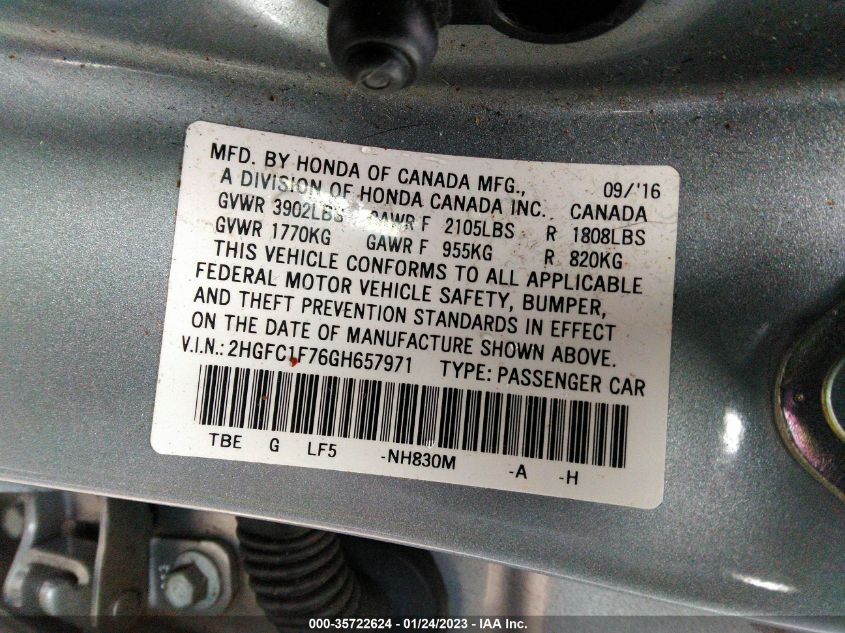 MFD. BY HONDA OF CANADA MFG., 09/'16
A DIVISION OF HONDA CANADA INC. CANADA
GVWR 3902LBS GAWR F 2105LBS R 1808LBS
GVWR 1770KG GAWR F 955KG R 820KG
THIS VEHICLE CONFORMS TO ALL APPLICABLE
FEDERAL MOTOR VEHICLE SAFETY, BUMPER,
AND THEFT PREVENTION STANDARDS IN EFFECT
ON THE DATE OF MANUFACTURE SHOWN ABOVE.
V.I.N.: 2HGFC1F76GH657971 TYPE: PASSENGER CAR
TBE G LF5 -NH830M -A -H
000-35722624 - 01/24/2023 - IAA Inc.